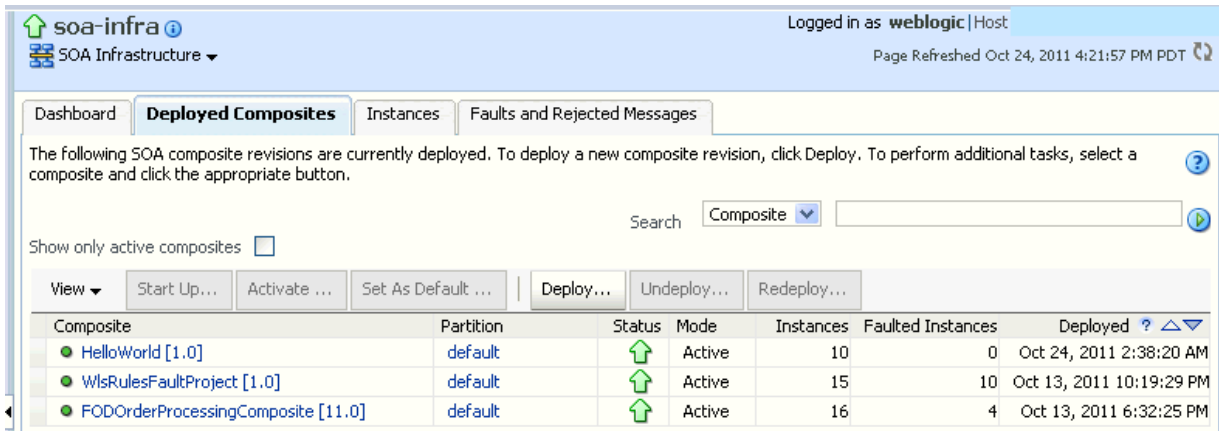 soa-infra
Logged in as weblogic|Host
SOA Infrastructure
Page Refreshed Oct 24, 2011 4:21:57 PM PDT
Dashboard Deployed Composites Instances Faults and Rejected Messages
The following SOA composite revisions are currently deployed. To deploy a new composite revision, click Deploy. To perform additional tasks, select a
composite and click the appropriate button.
Search Composite
Show only active composites
View Start Up... Activate ... Set As Default ... Deploy... Undeploy... Redeploy...
Composite Partition Status Mode Instances Faulted Instances Deployed
HelloWorld [1.0] default Active 10 0 Oct 24, 2011 2:38:20 AM
WlsRulesFaultProject [1.0] default Active 15 10 Oct 13, 2011 10:19:29 PM
FODOrderProcessingComposite [11.0] default Active 16 4 Oct 13, 2011 6:32:25 PM